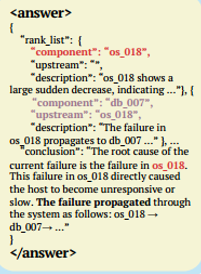 <answer>
{
"rank_list": {
"component": "os_018",
"upstream": "",
"description": "os_018 shows a
large sudden decrease, indicating ..."}, {
"component": "db_007",
"upstream": "os_018",
"description": "The failure in
os_018 propagates to db_007 ..." }, ...
"conclusion": "The root cause of the
current failure is the failure in os_018.
This failure in os_018 directly caused
the host to become unresponsive or
slow. The failure propagated through
the system as follows: os_018 →
db_007→ ..."
}
</answer>